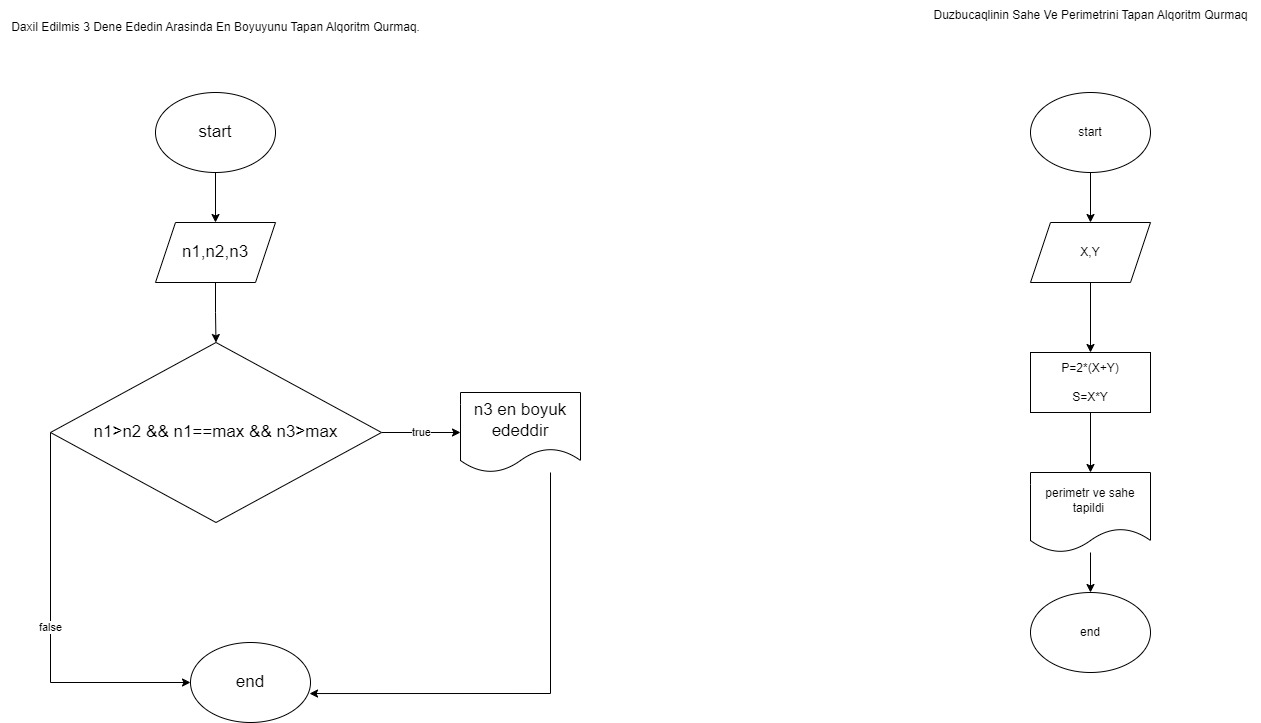 Daxil Edilmis 3 Dene Ededin Arasinda En Boyuyunu Tapan Alqoritm Qurmaq.
start
n1,n2,n3
n1>n2 && n1==max && n3>max
true
n3 en boyuk
ededdir
false
end
Duzbucaqlinin Sahe Ve Perimetrini Tapan Alqoritm Qurmaq
start
X,Y
P=2*(X+Y)
S=X*Y
perimetr ve sahe
tapildi
end